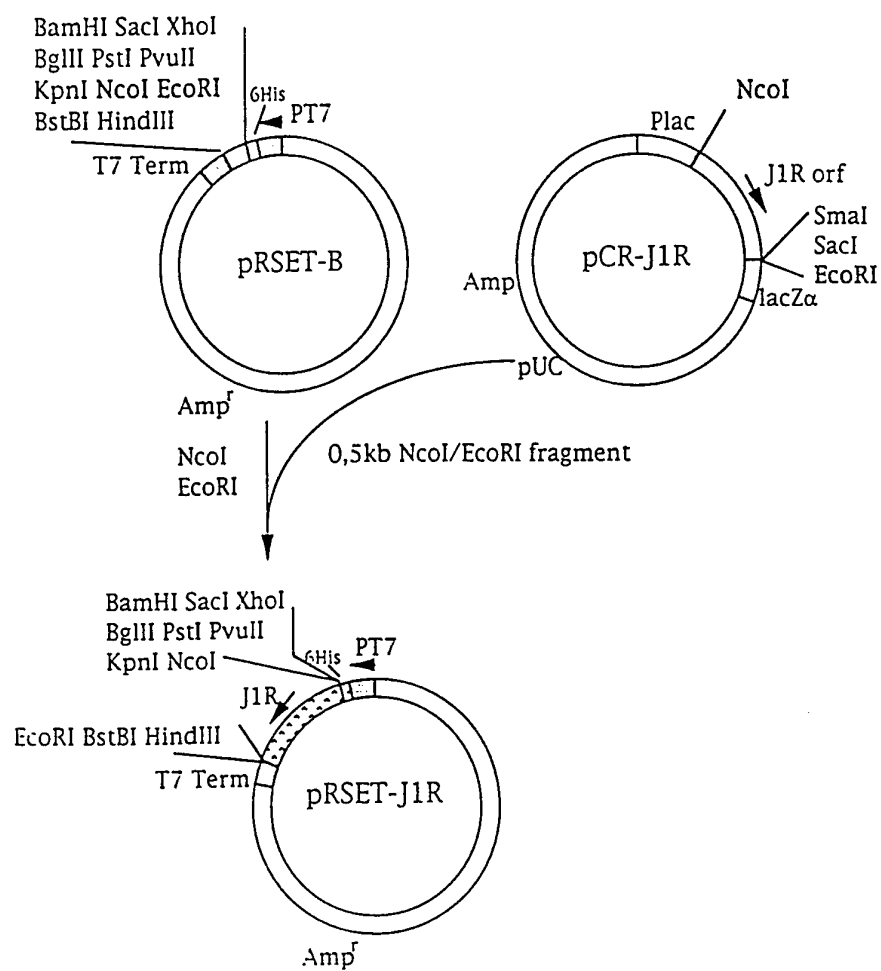 BamHI SacI XhoI
BglII PstI PvuII
KpnI NcoI EcoRI
BstBI HindIII
6His
PT7
T7 Term
pRSET-B
Ampr
NcoI
Plac
J1R orf
SmaI
SacI
EcoRI
lacZα
pCR-J1R
Amp
pUC
NcoI
EcoRI
0,5kb NcoI/EcoRI fragment
BamHI SacI XhoI
BglII PstI PvuII
KpnI NcoI
6His
PT7
J1R
EcoRI BstBI HindIII
T7 Term
pRSET-J1R
Ampr